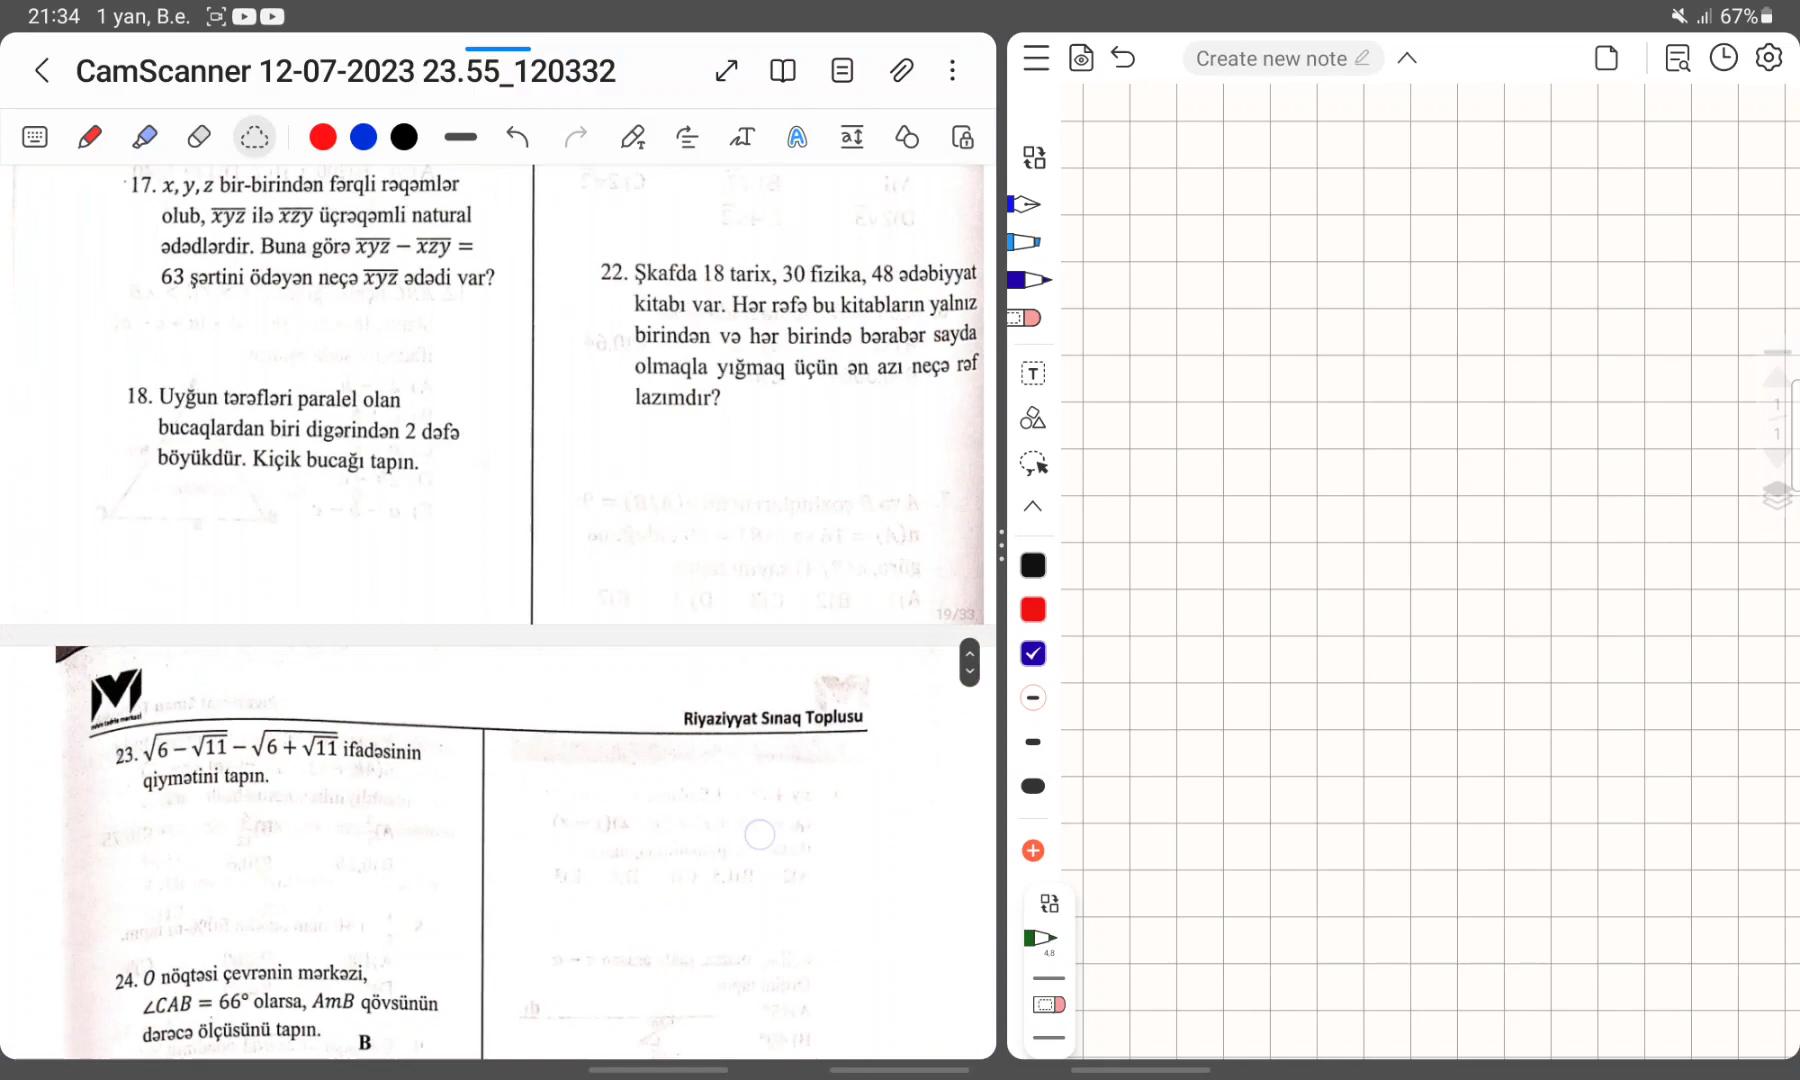 21:34 1 yan, B.e.
67%
CamScanner 12-07-2023 23.55_120332
Create new note
17. x, y, z bir-birindən fərqli rəqəmlər
olub, x̅y̅z̅ ilə x̅z̅y̅ üçrəqəmli natural
ədədlərdir. Buna görə x̅y̅z̅ − x̅z̅y̅ =
63 şərtini ödəyən neçə x̅y̅z̅ ədədi var?
18. Uyğun tərəfləri paralel olan
bucaqlardan biri digərindən 2 dəfə
böyükdür. Kiçik bucağı tapın.
22. Şkafda 18 tarix, 30 fizika, 48 ədəbiyyat
kitabı var. Hər rəfə bu kitabların yalnız
birindən və hər birində bərabər sayda
olmaqla yığmaq üçün ən azı neçə rəf
lazımdır?
19/33
Riyaziyyat Sınaq Toplusu
23. √(6 − √11) − √(6 + √11) ifadəsinin
qiymətini tapın.
24. O nöqtəsi çevrənin mərkəzi,
∠CAB = 66° olarsa, AmB qövsünün
dərəcə ölçüsünü tapın.
B
T
1
1
4.8